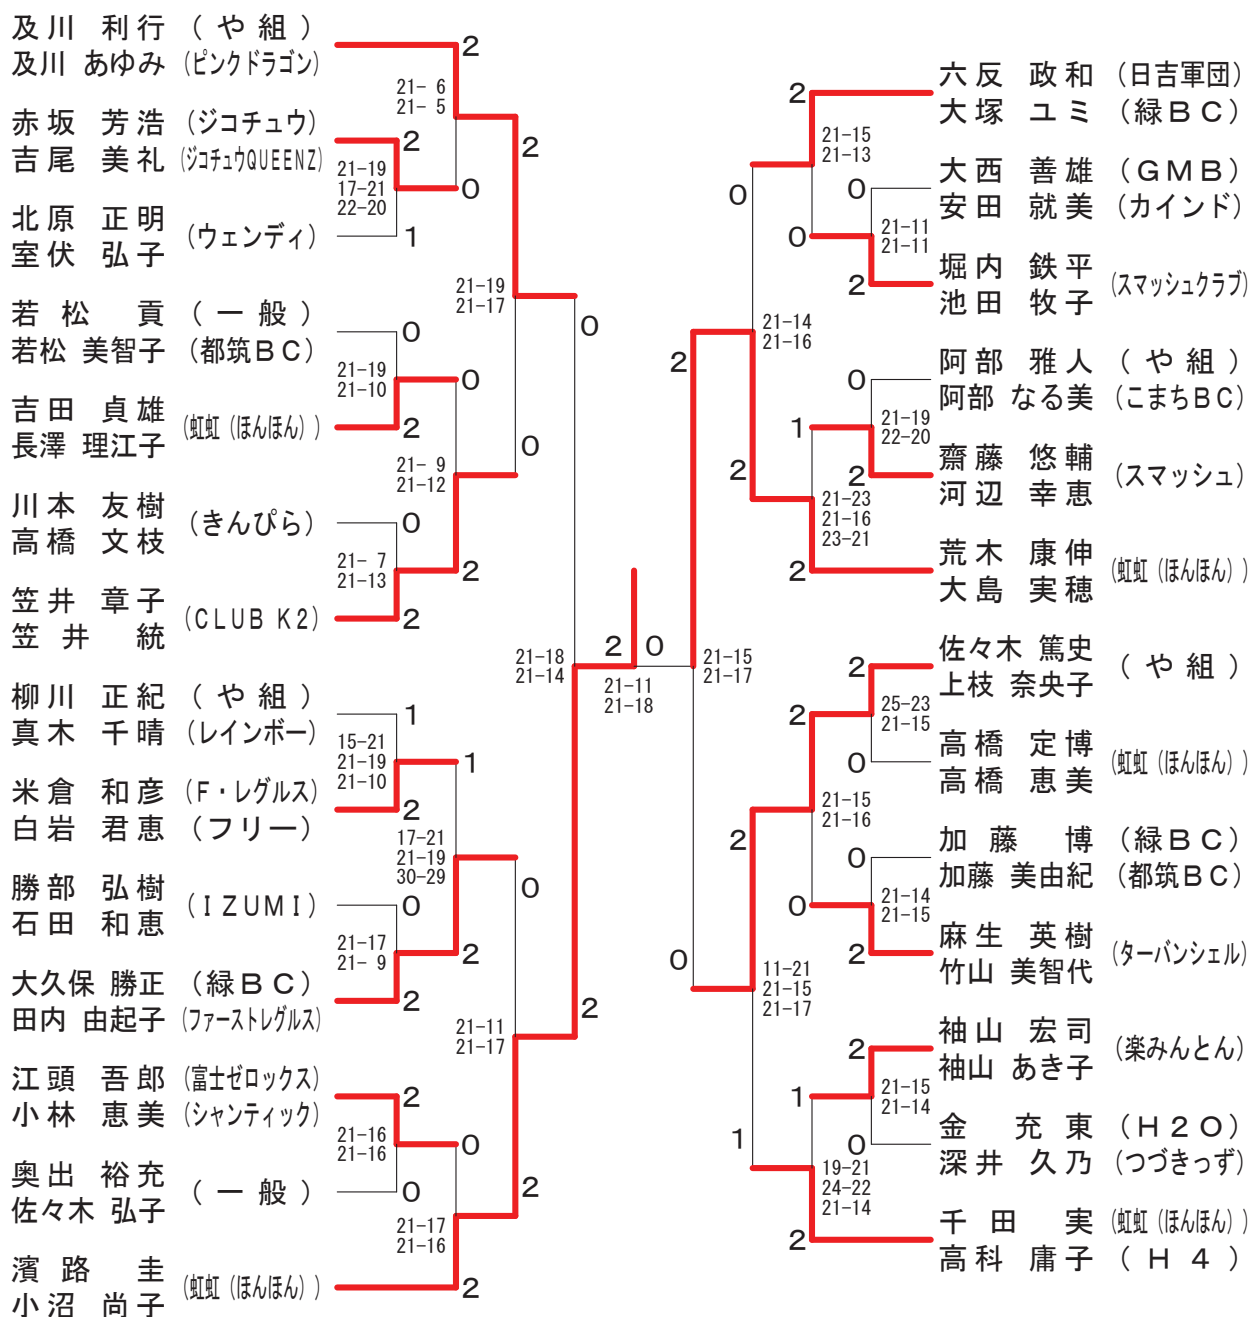 及川 利行 (や組)
及川 あゆみ (ピンクドラゴン)
2
21- 6
21- 5
赤坂 芳浩 (ジコチュウ)
吉尾 美礼 (ジコチュウQUEENZ)
2
2
21-19
17-21
22-20
0
北原 正明
室伏 弘子
(ウェンディ)
1
21-19
21-17
0
若松 貢 (一般)
若松 美智子 (都筑BC)
0
21-19
21-10
0
吉田 貞雄
長澤 理江子
(虹虹(ほんほん))
2
0
21- 9
21-12
川本 友樹
高橋 文枝
(きんぴら)
0
21- 7
21-13
2
笠井 章子
笠井 統
(CLUB K2)
2
21-18
21-14
2
0
21-11
21-18
柳川 正紀 (や組)
真木 千晴 (レインボー)
1
15-21
21-19
21-10
1
米倉 和彦 (F・レグルス)
白岩 君恵 (フリー)
2
17-21
21-19
30-29
0
勝部 弘樹
石田 和恵
(IZUMI)
0
21-17
21- 9
2
大久保 勝正 (緑BC)
田内 由起子 (ファーストレグルス)
2
21-11
21-17
2
江頭 吾郎 (富士ゼロックス)
小林 恵美 (シャンティック)
2
21-16
21-16
0
奥出 裕充
佐々木 弘子
(一般)
0
2
21-17
21-16
濱路 圭
小沼 尚子
(虹虹(ほんほん))
2
六反 政和 (日吉軍団)
大塚 ユミ (緑BC)
2
21-15
21-13
0
大西 善雄 (GMB)
安田 就美 (カインド)
0
21-11
21-11
0
堀内 鉄平
池田 牧子
(スマッシュクラブ)
2
21-14
21-16
2
阿部 雅人 (や組)
阿部 なる美 (こまちBC)
0
21-19
22-20
1
齋藤 悠輔
河辺 幸恵
(スマッシュ)
2
2
21-23
21-16
23-21
荒木 康伸
大島 実穂
(虹虹(ほんほん))
2
21-15
21-17
佐々木 篤史
上枝 奈央子
(や組)
2
25-23
21-15
2
高橋 定博
高橋 恵美
(虹虹(ほんほん))
0
21-15
21-16
2
加藤 博 (緑BC)
加藤 美由紀 (都筑BC)
0
21-14
21-15
0
麻生 英樹
竹山 美智代
(ターバンシェル)
2
0
11-21
21-15
21-17
袖山 宏司
袖山 あき子
(楽みんとん)
2
21-15
21-14
1
金 充東 (H2O)
深井 久乃 (つづきっず)
0
1
19-21
24-22
21-14
千田 実 (虹虹(ほんほん))
高科 庸子 (H4)
2